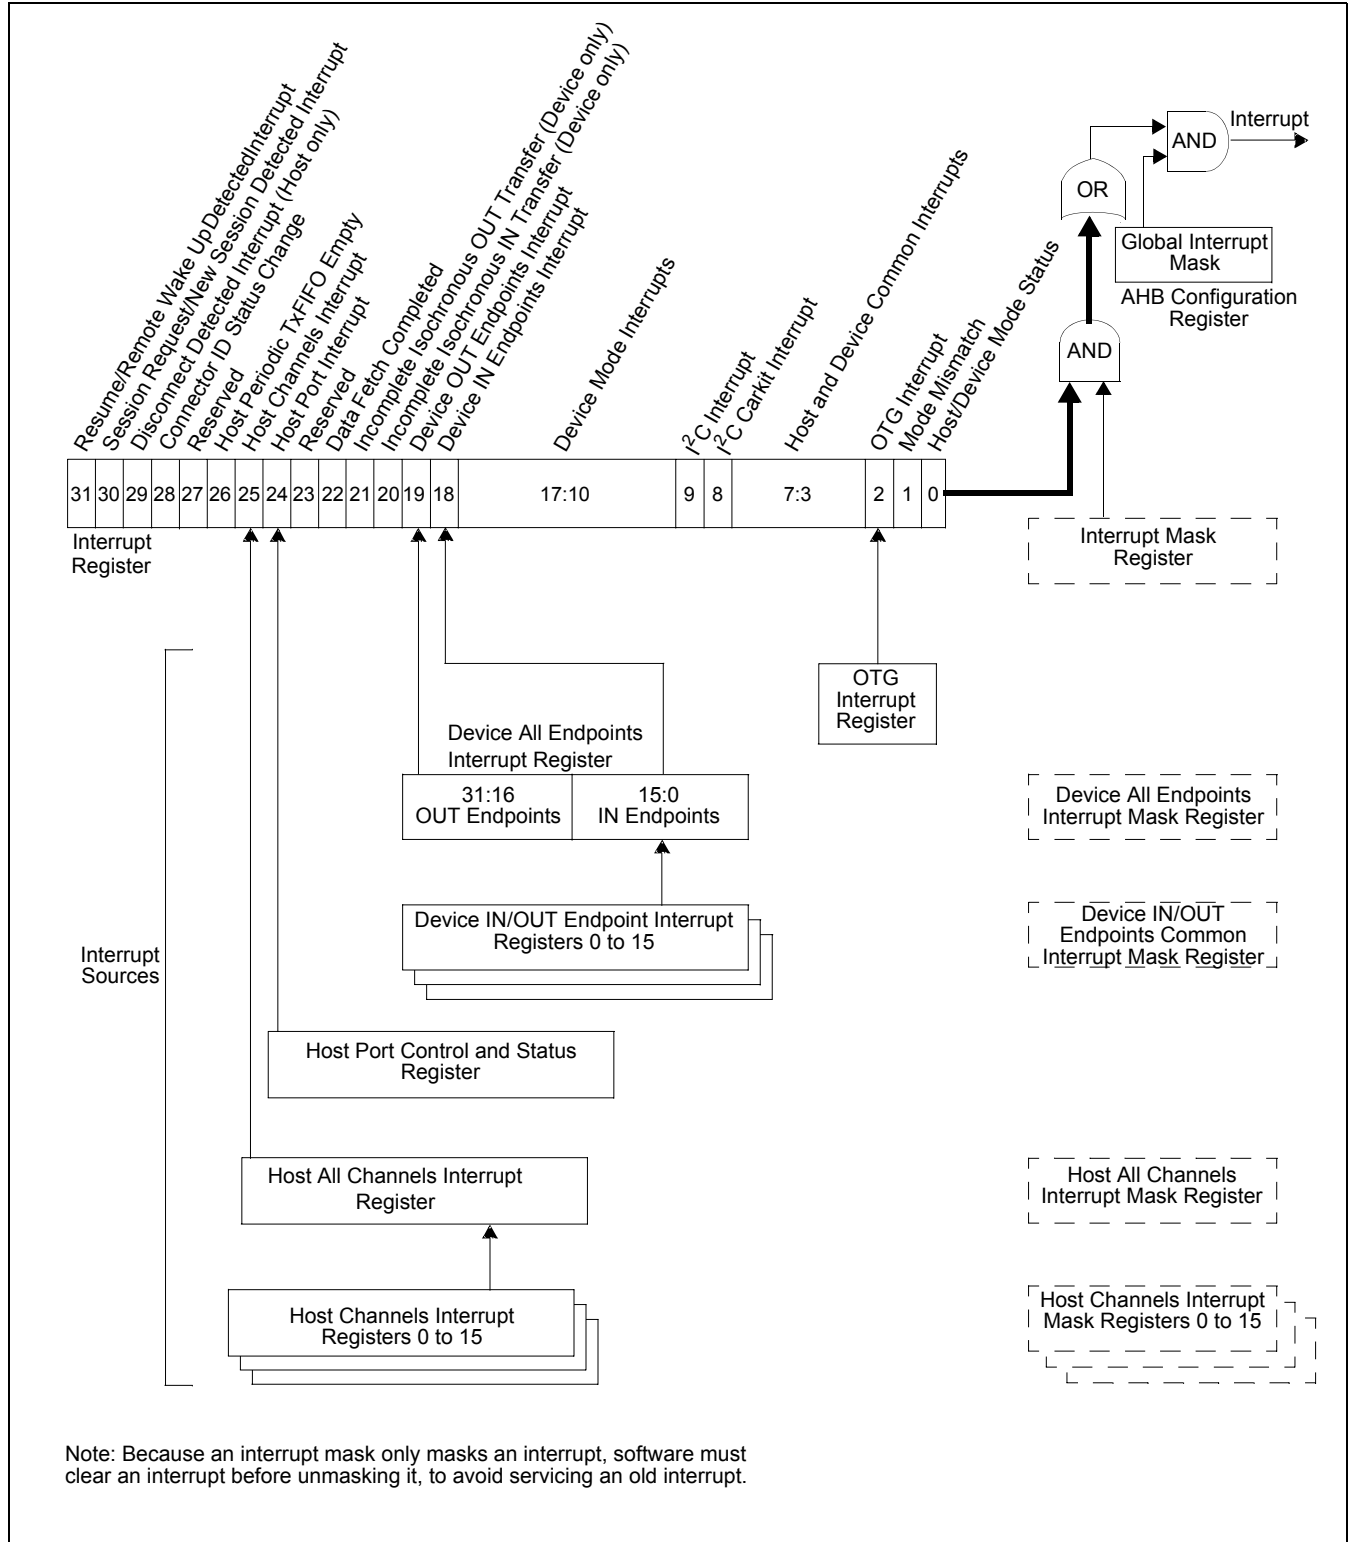 Resume/Remote Wake UpDetectedInterrupt
Session Request/New Session Detected Interrupt
Disconnect Detected Interrupt (Host only)
Connector ID Status Change
Reserved
Host Periodic TxFIFO Empty
Host Channels Interrupt
Host Port Interrupt
Reserved
Data Fetch Completed
Incomplete Isochronous OUT Transfer (Device only)
Incomplete Isochronous IN Transfer (Device only)
Device OUT Endpoints Interrupt
Device IN Endpoints Interrupt
Device Mode Interrupts
I2C Interrupt
I2C Carkit Interrupt
Host and Device Common Interrupts
OTG Interrupt
Mode Mismatch
Host/Device Mode Status
AND
Interrupt
OR
Global Interrupt
Mask
AHB Configuration
Register
AND
31 30 29 28 27 26 25 24 23 22 21 20 19 18 17:10 9 8 7:3 2 1 0
Interrupt
Register
Interrupt Mask
Register
OTG
Interrupt
Register
Device All Endpoints
Interrupt Register
31:16
OUT Endpoints
15:0
IN Endpoints
Device All Endpoints
Interrupt Mask Register
Device IN/OUT Endpoint Interrupt
Registers 0 to 15
Device IN/OUT
Endpoints Common
Interrupt Mask Register
Interrupt
Sources
Host Port Control and Status
Register
Host All Channels Interrupt
Register
Host All Channels
Interrupt Mask Register
Host Channels Interrupt
Registers 0 to 15
Host Channels Interrupt
Mask Registers 0 to 15
Note: Because an interrupt mask only masks an interrupt, software must
clear an interrupt before unmasking it, to avoid servicing an old interrupt.